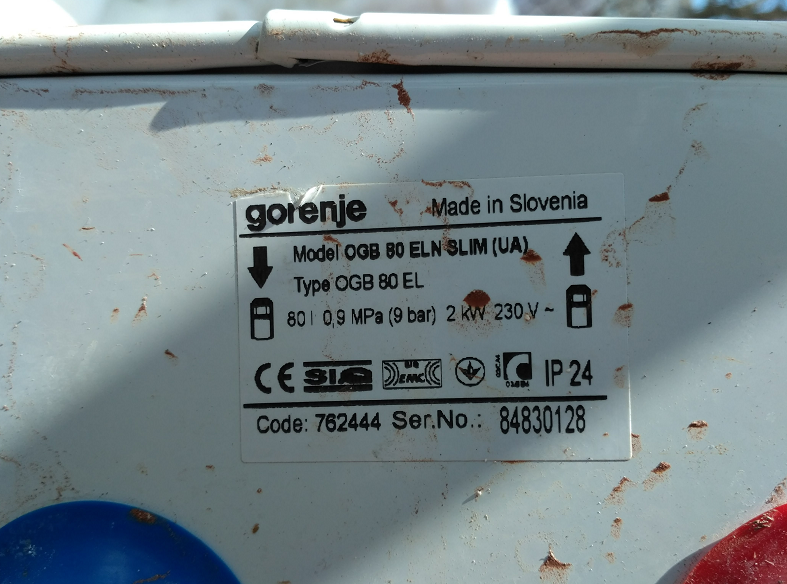 gorenje Made in Slovenia
Model OGB 80 ELN SLIM (UA)
Type OGB 80 EL
80 l 0,9 MPa (9 bar) 2 kW 230 V ~
CE SIQ EMC IP 24
Code: 762444 Ser.No.: 84830128